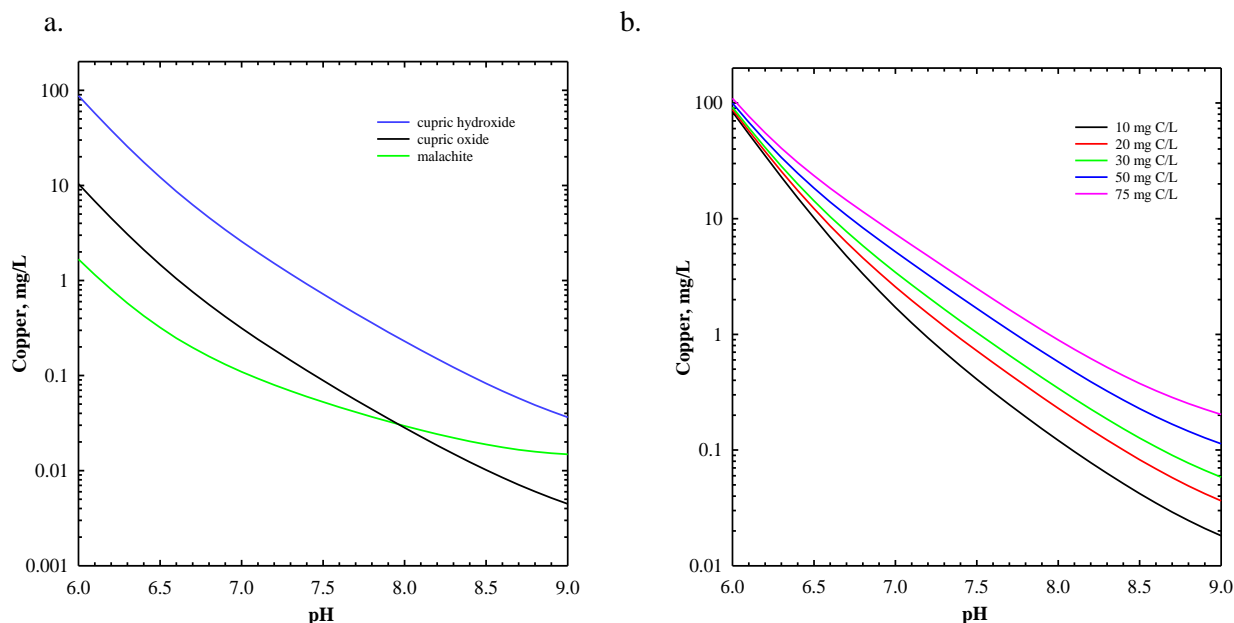 a.
100
10
1
0.1
0.01
0.001
Copper, mg/L
cupric hydroxide
cupric oxide
malachite
6.0 6.5 7.0 7.5 8.0 8.5 9.0
pH
b.
100
10
1
0.1
0.01
Copper, mg/L
10 mg C/L
20 mg C/L
30 mg C/L
50 mg C/L
75 mg C/L
6.0 6.5 7.0 7.5 8.0 8.5 9.0
pH